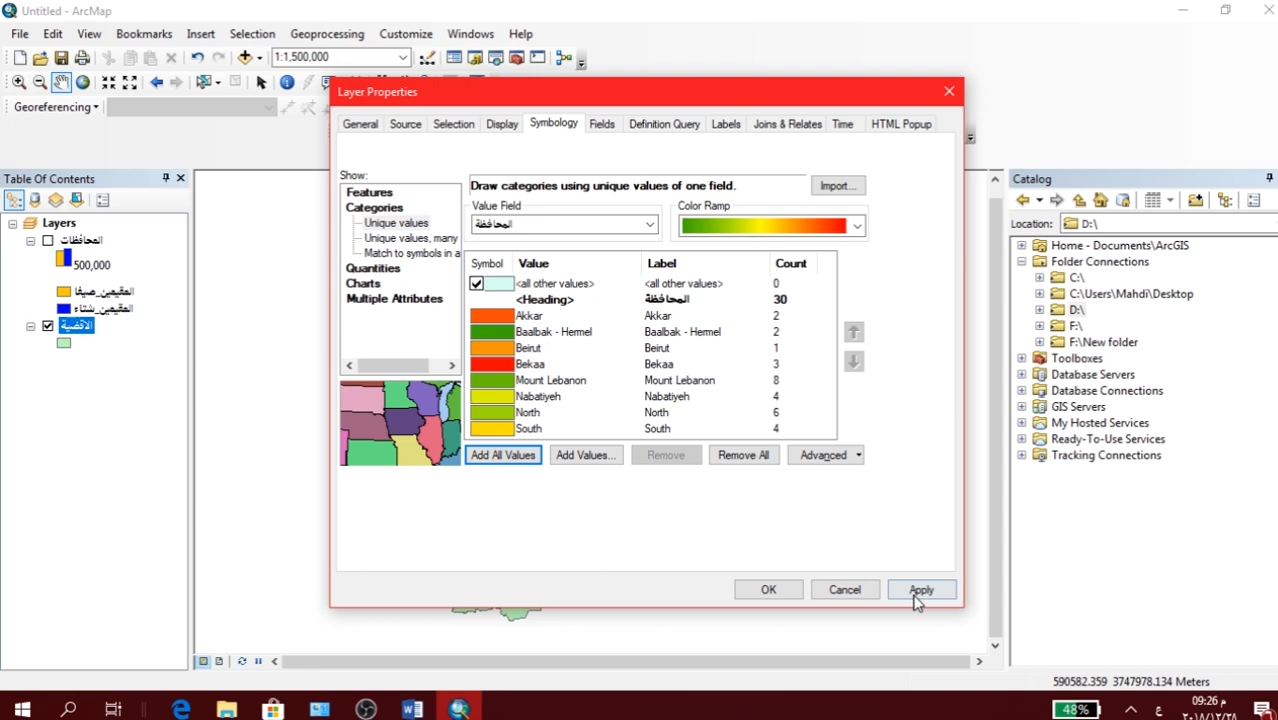 Untitled - ArcMap
File Edit View Bookmarks Insert Selection Geoprocessing Customize Windows Help
1:1,500,000
Georeferencing
Layer Properties
General Source Selection Display Symbology Fields Definition Query Labels Joins & Relates Time HTML Popup
Table Of Contents
Layers
المحافظات
500,000
المقيمين_صيفا
المقيمين_شتاء
الاقضية
Show:
Features
Categories
Unique values
Unique values, many
Match to symbols in a
Quantities
Charts
Multiple Attributes
Draw categories using unique values of one field.
Import...
Value Field
المحافظة
Color Ramp
Symbol Value Label Count
<all other values> <all other values> 0
<Heading> المحافظة 30
Akkar Akkar 2
Baalbak - Hermel Baalbak - Hermel 2
Beirut Beirut 1
Bekaa Bekaa 3
Mount Lebanon Mount Lebanon 8
Nabatiyeh Nabatiyeh 4
North North 6
South South 4
Add All Values Add Values... Remove Remove All Advanced
OK Cancel Apply
Catalog
Location: D:\
Home - Documents\ArcGIS
Folder Connections
C:\
C:\Users\Mahdi\Desktop
D:\
F:\
F:\New folder
Toolboxes
Database Servers
Database Connections
GIS Servers
My Hosted Services
Ready-To-Use Services
Tracking Connections
590582.359 3747978.134 Meters
48%
ع
09:26 م